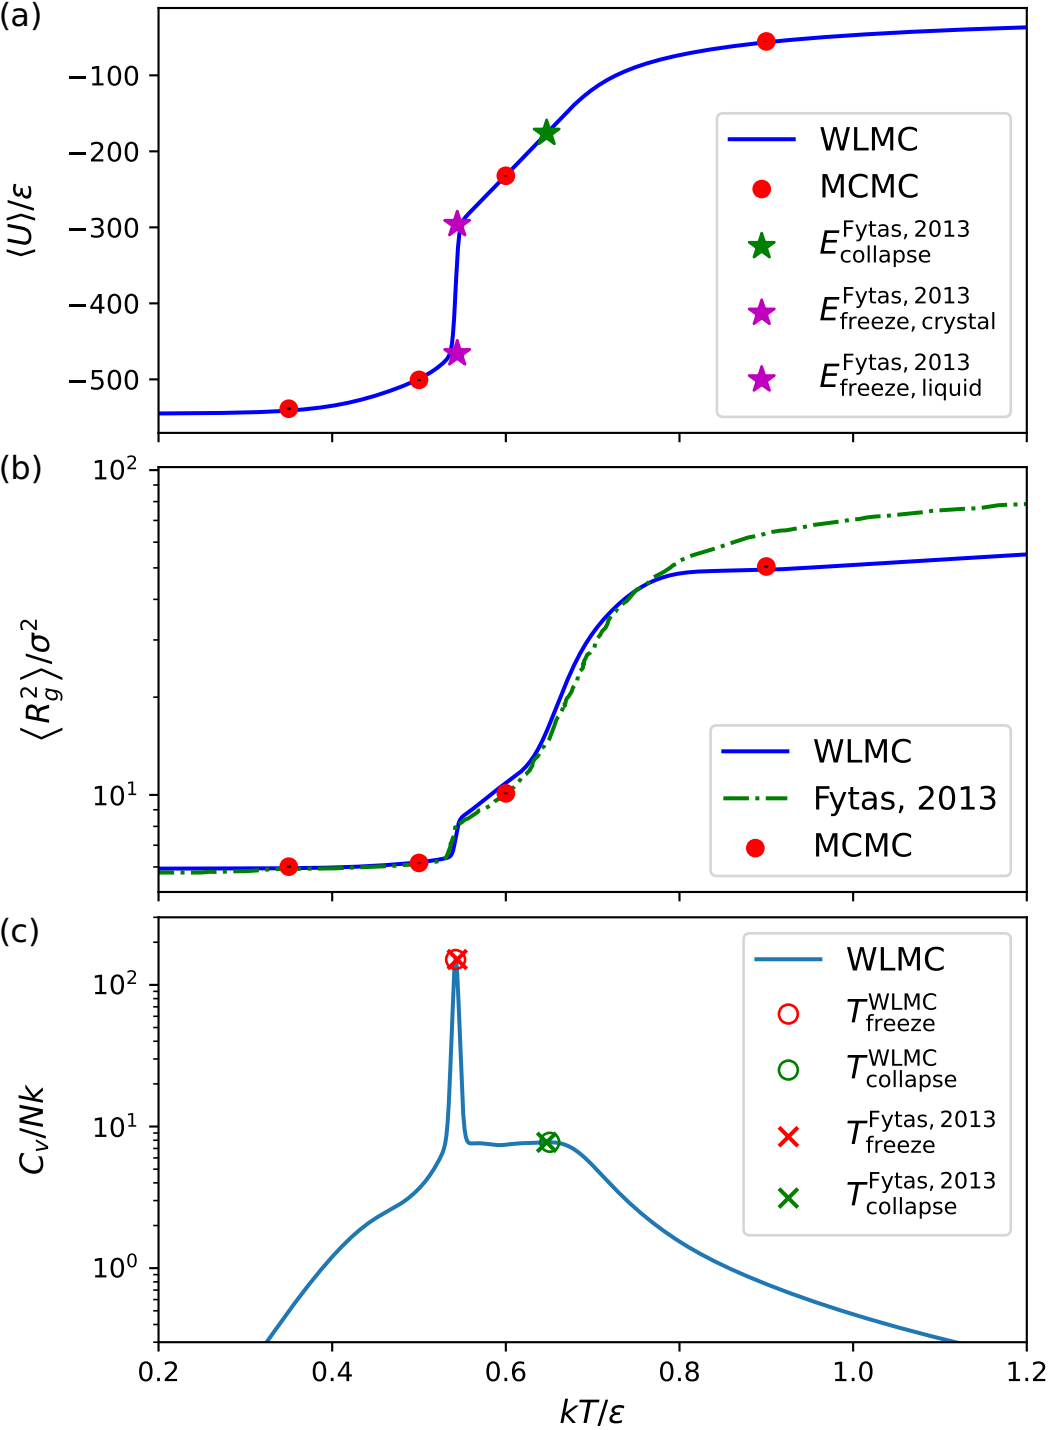 (a)
−100
−200
−300
−400
−500
⟨U⟩/ε
WLMC
MCMC
E^{Fytas, 2013}_{collapse}
E^{Fytas, 2013}_{freeze, crystal}
E^{Fytas, 2013}_{freeze, liquid}
(b)
10^2
10^1
⟨R_g^2⟩/σ^2
WLMC
Fytas, 2013
MCMC
(c)
10^2
10^1
10^0
C_v/Nk
WLMC
T^{WLMC}_{freeze}
T^{WLMC}_{collapse}
T^{Fytas, 2013}_{freeze}
T^{Fytas, 2013}_{collapse}
0.2 0.4 0.6 0.8 1.0 1.2
kT/ε